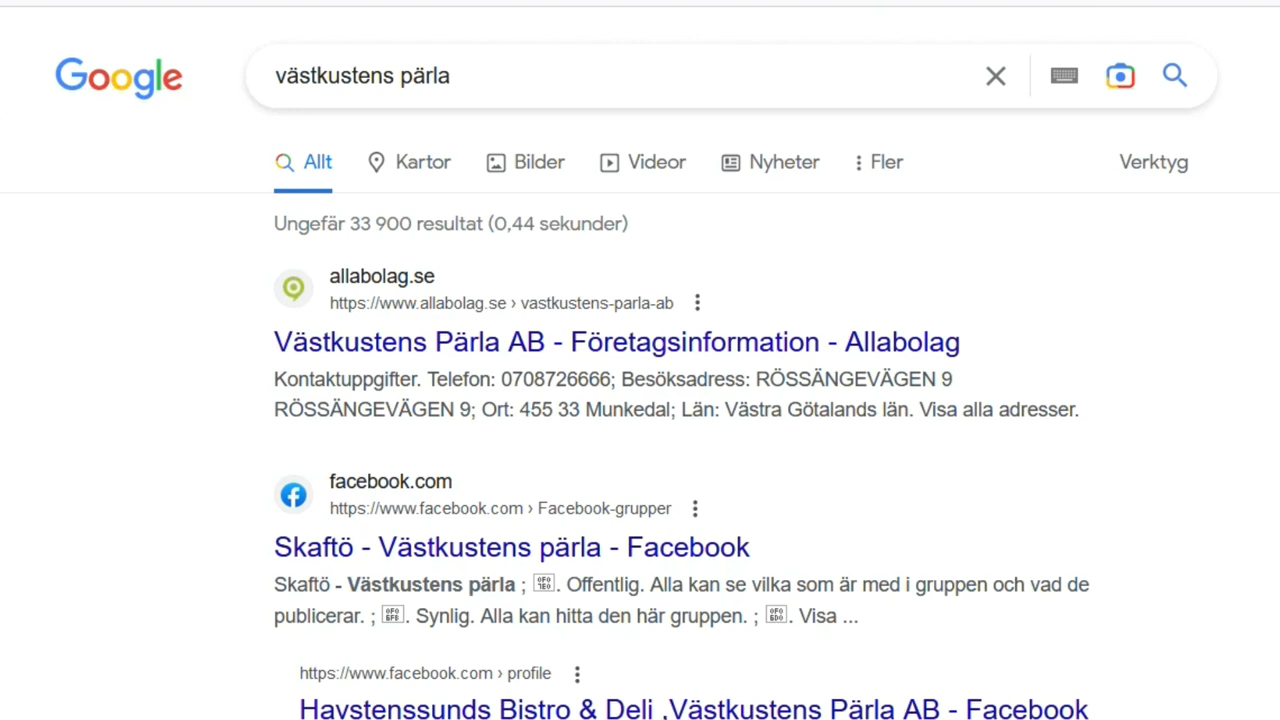 Google
västkustens pärla
Allt Kartor Bilder Videor Nyheter Fler Verktyg
Ungefär 33 900 resultat (0,44 sekunder)
allabolag.se
https://www.allabolag.se › vastkustens-parla-ab
Västkustens Pärla AB - Företagsinformation - Allabolag
Kontaktuppgifter. Telefon: 0708726666; Besöksadress: RÖSSÄNGEVÄGEN 9
RÖSSÄNGEVÄGEN 9; Ort: 455 33 Munkedal; Län: Västra Götalands län. Visa alla adresser.
facebook.com
https://www.facebook.com › Facebook-grupper
Skaftö - Västkustens pärla - Facebook
Skaftö - Västkustens pärla ; . Offentlig. Alla kan se vilka som är med i gruppen och vad de
publicerar. ; . Synlig. Alla kan hitta den här gruppen. ; . Visa ...
https://www.facebook.com › profile
Havstenssunds Bistro & Deli ,Västkustens Pärla AB - Facebook